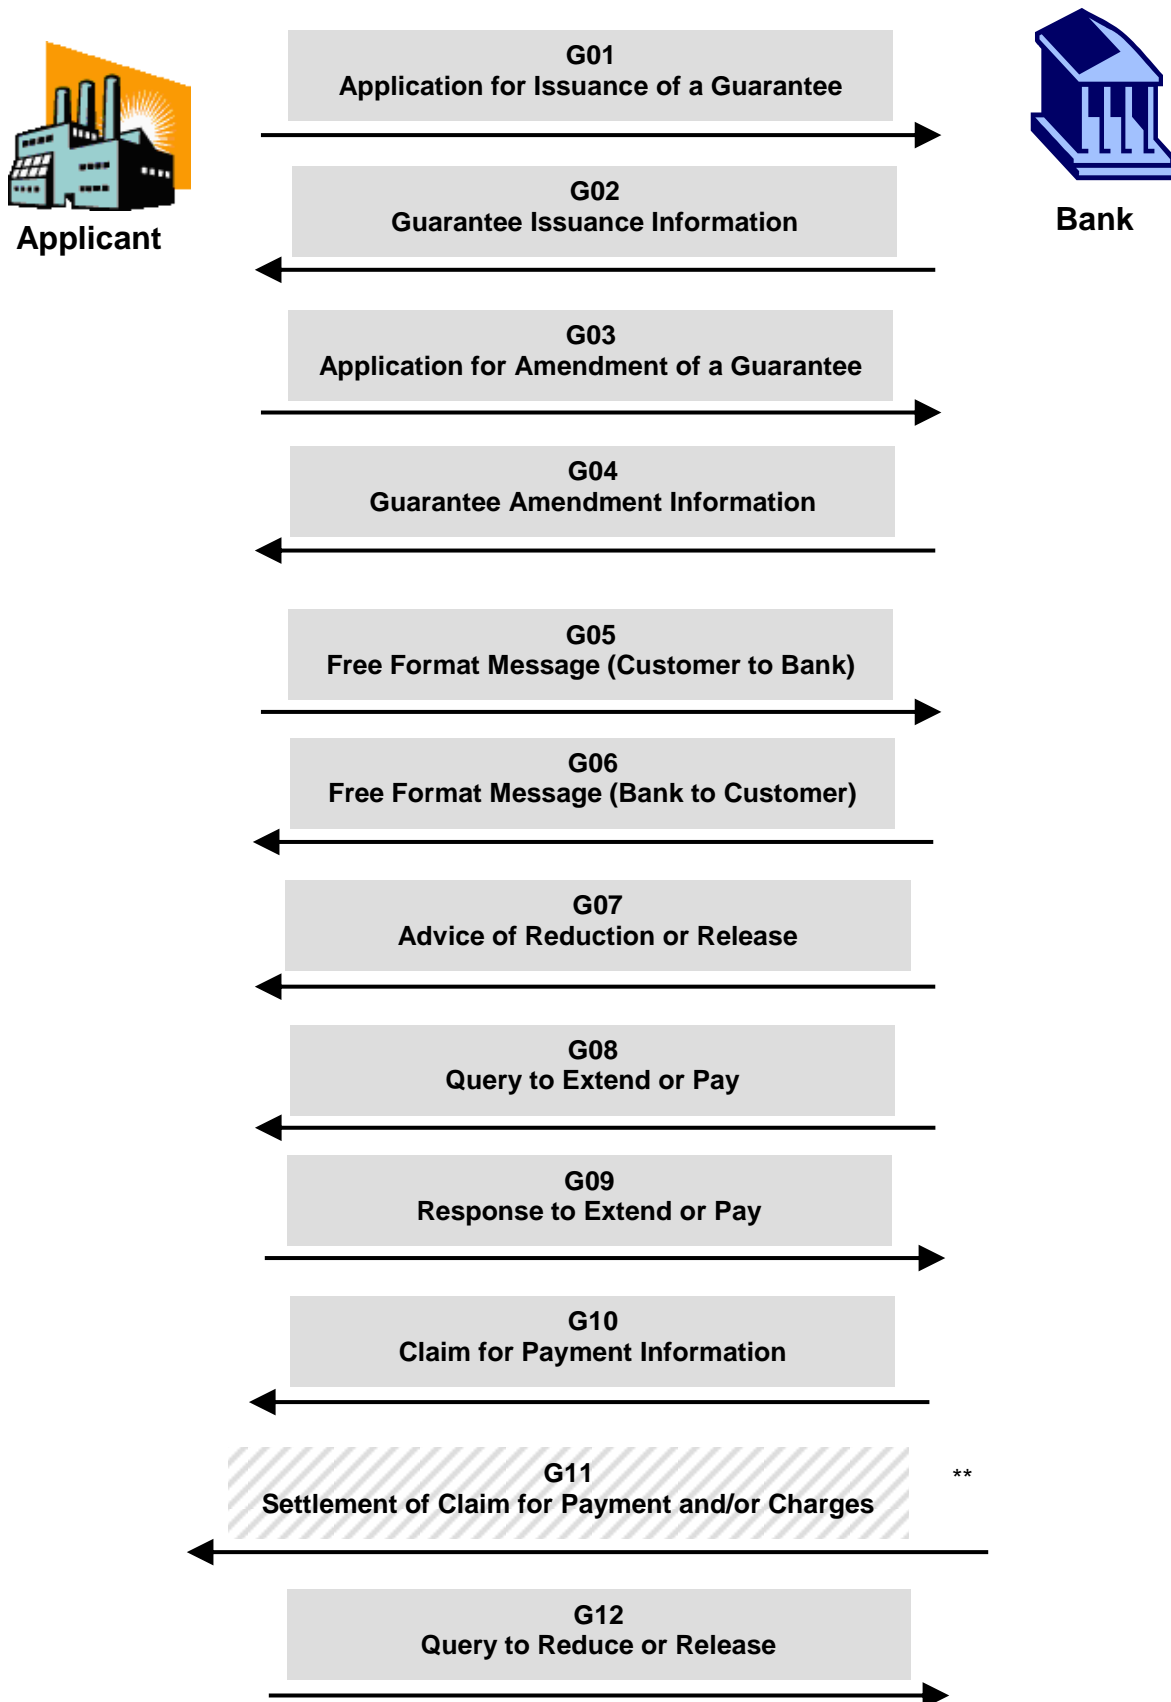 G01
Application for Issuance of a Guarantee
G02
Guarantee Issuance Information
Applicant
Bank
G03
Application for Amendment of a Guarantee
G04
Guarantee Amendment Information
G05
Free Format Message (Customer to Bank)
G06
Free Format Message (Bank to Customer)
G07
Advice of Reduction or Release
G08
Query to Extend or Pay
G09
Response to Extend or Pay
G10
Claim for Payment Information
G11
**
Settlement of Claim for Payment and/or Charges
G12
Query to Reduce or Release